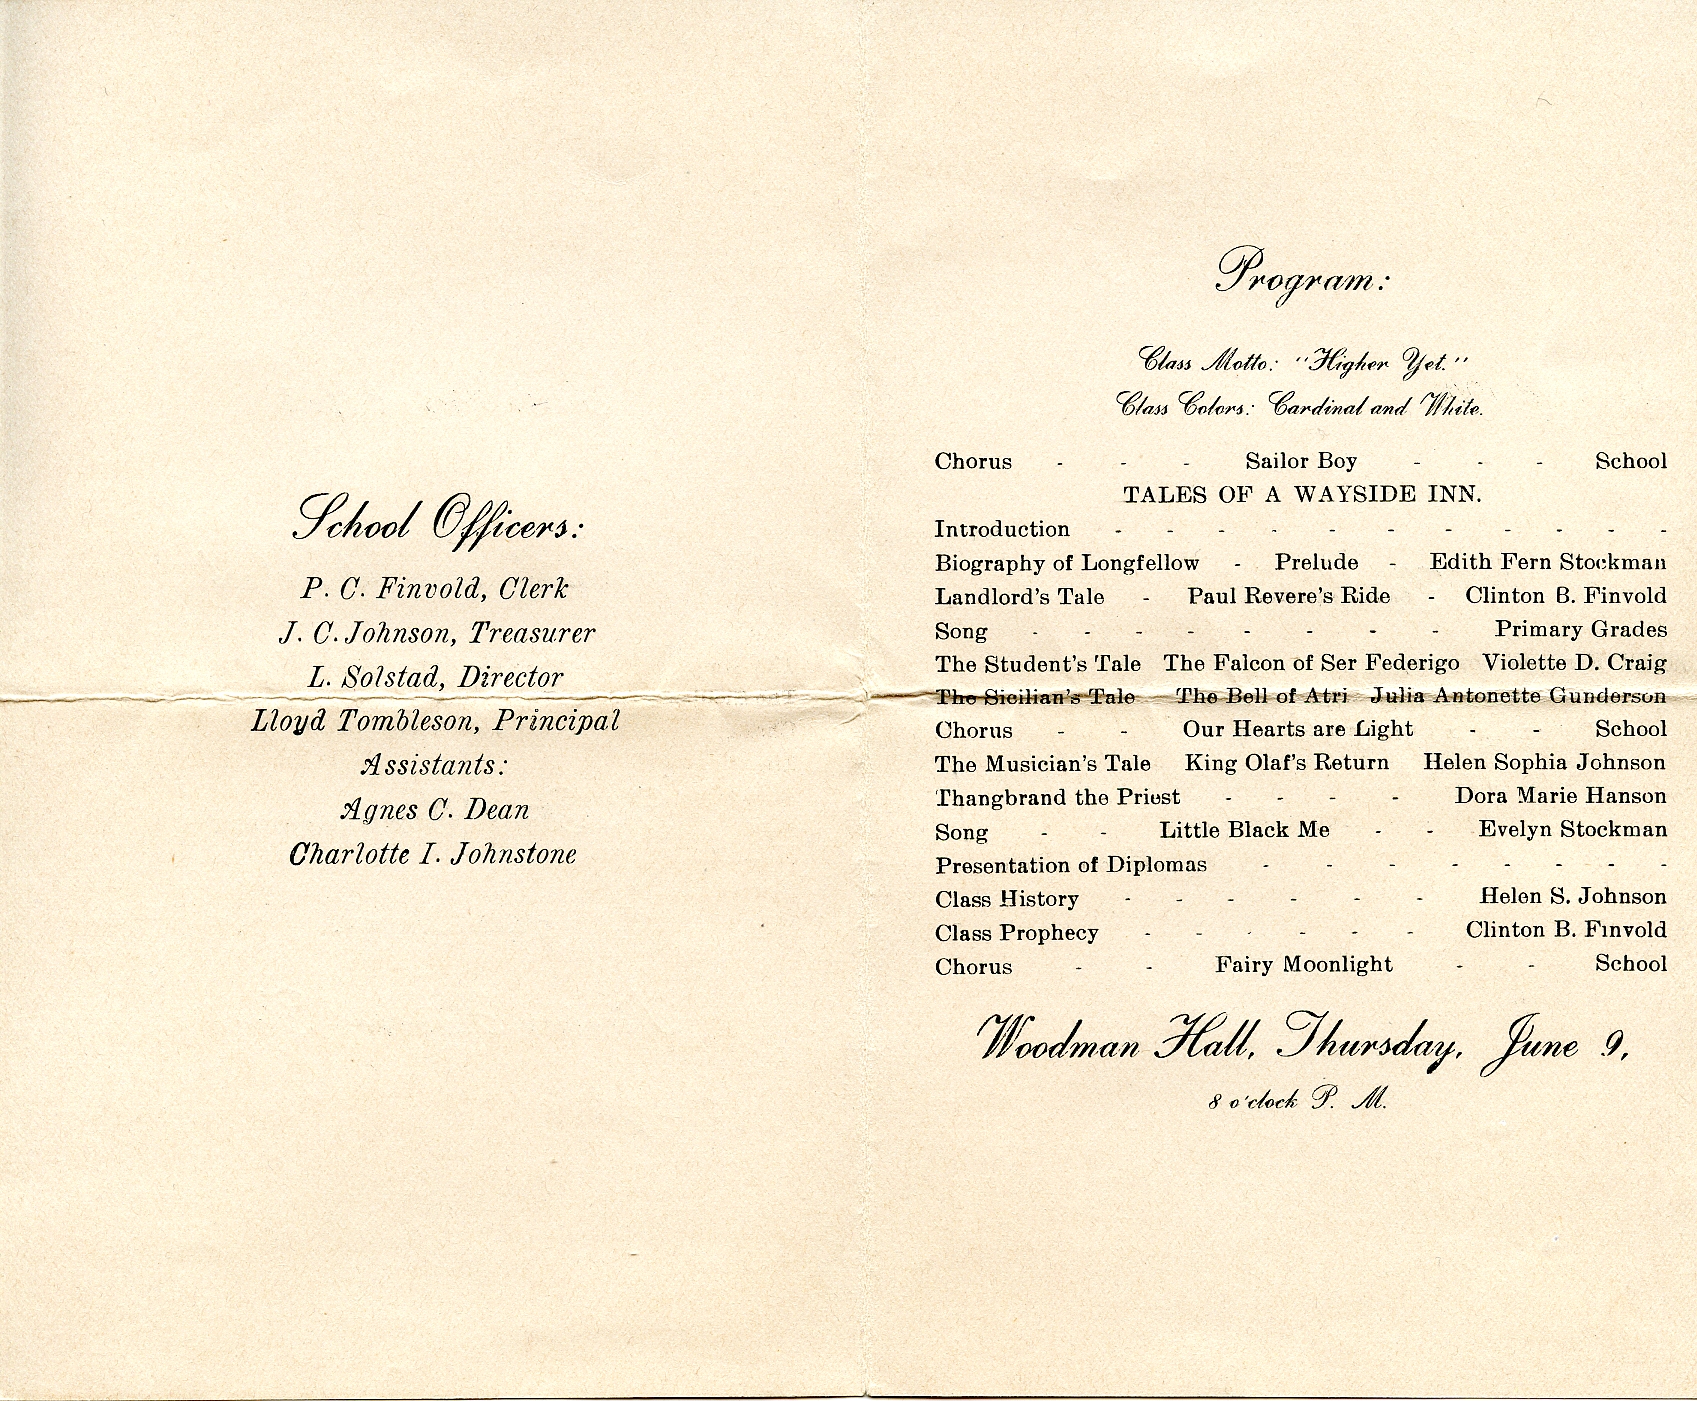 School Officers:
P. C. Finvold, Clerk
J. C. Johnson, Treasurer
L. Solstad, Director
Lloyd Tombleson, Principal
Assistants:
Agnes C. Dean
Charlotte I. Johnstone
Program:
Class Motto: "Higher Yet."
Class Colors: Cardinal and White.
Chorus - - - Sailor Boy - - - School
TALES OF A WAYSIDE INN.
Introduction - - - - - - - - - - -
Biography of Longfellow - Prelude - Edith Fern Stockman
Landlord's Tale - Paul Revere's Ride - Clinton B. Finvold
Song - - - - - - - - Primary Grades
The Student's Tale The Falcon of Ser Federigo Violette D. Craig
The Sicilian's Tale The Bell of Atri Julia Antonette Gunderson
Chorus - - Our Hearts are Light - - School
The Musician's Tale King Olaf's Return Helen Sophia Johnson
Thangbrand the Priest - - - - Dora Marie Hanson
Song - - Little Black Me - - Evelyn Stockman
Presentation of Diplomas - - - - - - - -
Class History - - - - - - Helen S. Johnson
Class Prophecy - - - - - - Clinton B. Finvold
Chorus - - Fairy Moonlight - - School
Woodman Hall, Thursday, June 9,
8 o'clock P. M.